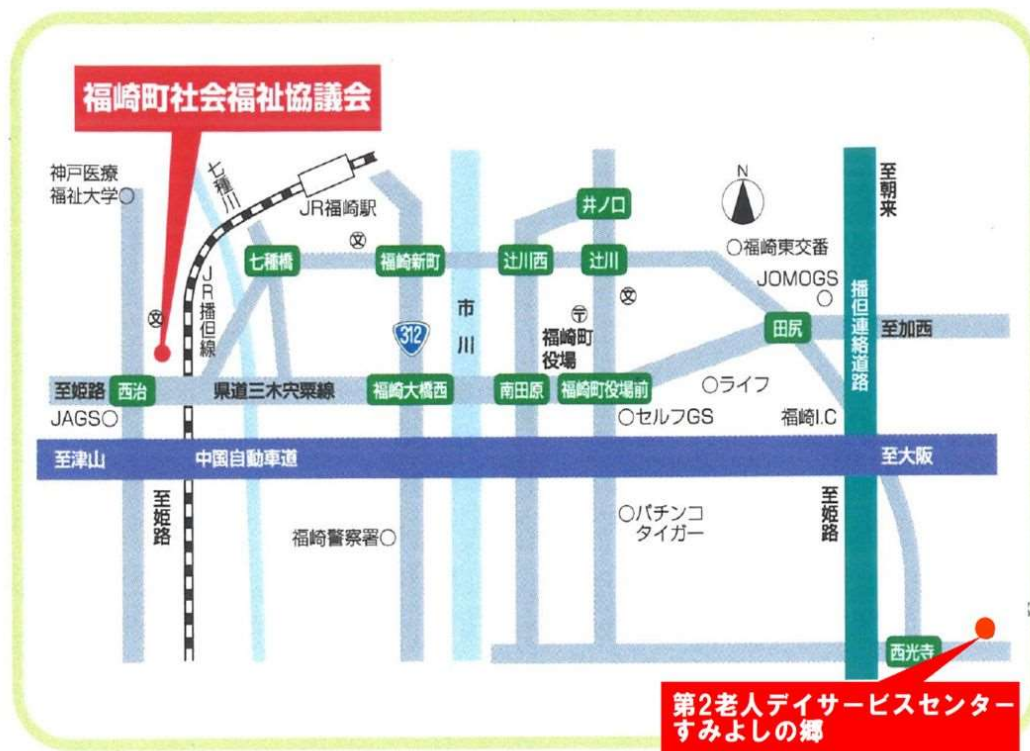 福崎町社会福祉協議会
神戸医療
福祉大学
七種川
JR福崎駅
N
至朝来
井ノ口
文
福崎東交番
七種橋
福崎新町
辻川西
辻川
JOMOGS
JR播但線
文
市川
文
播但連絡道路
312
〒
福崎町
役場
田尻
至加西
至姫路
西治
県道三木宍粟線
福崎大橋西
南田原
福崎町役場前
ライフ
JAGS
セルフGS
福崎I.C
至津山
中国自動車道
至大阪
至姫路
至姫路
福崎警察署
パチンコ
タイガー
西光寺
第2老人デイサービスセンター
すみよしの郷